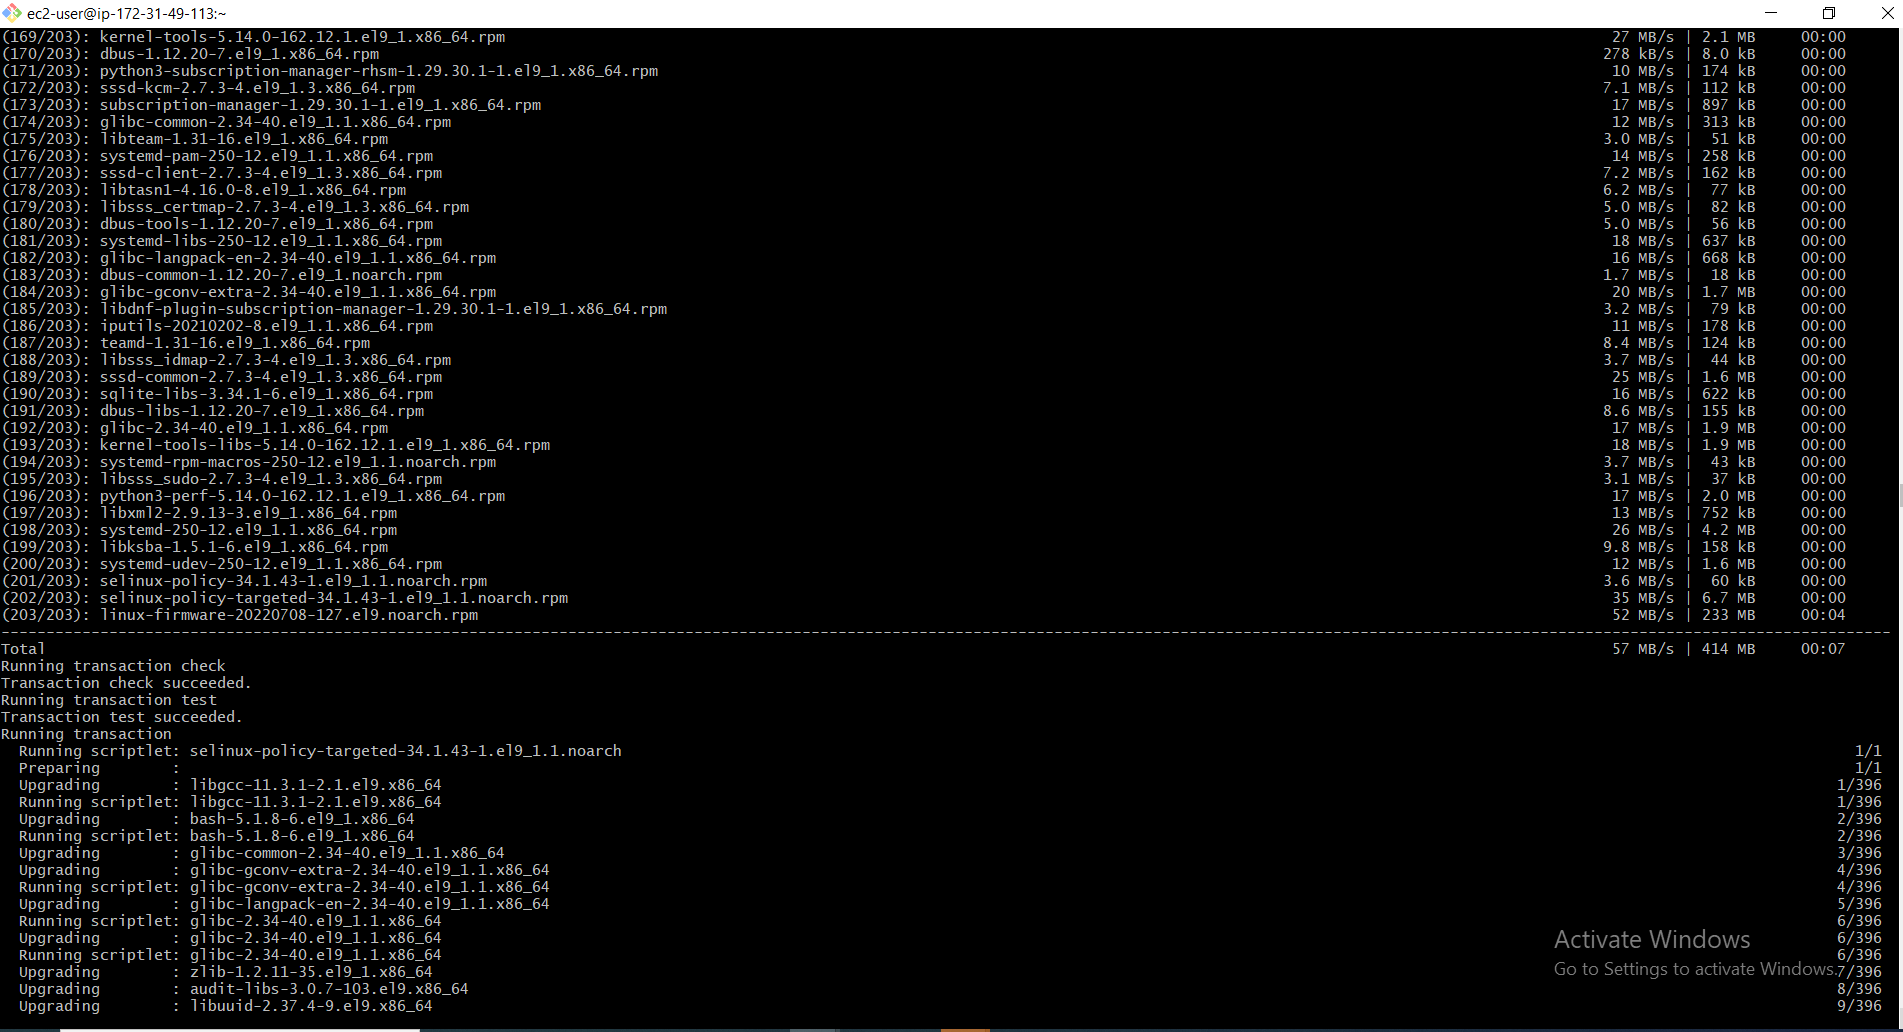 ec2-user@ip-172-31-49-113:~
(169/203): kernel-tools-5.14.0-162.12.1.el9_1.x86_64.rpm 27 MB/s | 2.1 MB 00:00
(170/203): dbus-1.12.20-7.el9_1.x86_64.rpm 278 kB/s | 8.0 kB 00:00
(171/203): python3-subscription-manager-rhsm-1.29.30.1-1.el9_1.x86_64.rpm 10 MB/s | 174 kB 00:00
(172/203): sssd-kcm-2.7.3-4.el9_1.3.x86_64.rpm 7.1 MB/s | 112 kB 00:00
(173/203): subscription-manager-1.29.30.1-1.el9_1.x86_64.rpm 17 MB/s | 897 kB 00:00
(174/203): glibc-common-2.34-40.el9_1.1.x86_64.rpm 12 MB/s | 313 kB 00:00
(175/203): libteam-1.31-16.el9_1.x86_64.rpm 3.0 MB/s | 51 kB 00:00
(176/203): systemd-pam-250-12.el9_1.1.x86_64.rpm 14 MB/s | 258 kB 00:00
(177/203): sssd-client-2.7.3-4.el9_1.3.x86_64.rpm 7.2 MB/s | 162 kB 00:00
(178/203): libtasn1-4.16.0-8.el9_1.x86_64.rpm 6.2 MB/s | 77 kB 00:00
(179/203): libsss_certmap-2.7.3-4.el9_1.3.x86_64.rpm 5.0 MB/s | 82 kB 00:00
(180/203): dbus-tools-1.12.20-7.el9_1.x86_64.rpm 5.0 MB/s | 56 kB 00:00
(181/203): systemd-libs-250-12.el9_1.1.x86_64.rpm 18 MB/s | 637 kB 00:00
(182/203): glibc-langpack-en-2.34-40.el9_1.1.x86_64.rpm 16 MB/s | 668 kB 00:00
(183/203): dbus-common-1.12.20-7.el9_1.noarch.rpm 1.7 MB/s | 18 kB 00:00
(184/203): glibc-gconv-extra-2.34-40.el9_1.1.x86_64.rpm 20 MB/s | 1.7 MB 00:00
(185/203): libdnf-plugin-subscription-manager-1.29.30.1-1.el9_1.x86_64.rpm 3.2 MB/s | 79 kB 00:00
(186/203): iputils-20210202-8.el9_1.1.x86_64.rpm 11 MB/s | 178 kB 00:00
(187/203): teamd-1.31-16.el9_1.x86_64.rpm 8.4 MB/s | 124 kB 00:00
(188/203): libsss_idmap-2.7.3-4.el9_1.3.x86_64.rpm 3.7 MB/s | 44 kB 00:00
(189/203): sssd-common-2.7.3-4.el9_1.3.x86_64.rpm 25 MB/s | 1.6 MB 00:00
(190/203): sqlite-libs-3.34.1-6.el9_1.x86_64.rpm 16 MB/s | 622 kB 00:00
(191/203): dbus-libs-1.12.20-7.el9_1.x86_64.rpm 8.6 MB/s | 155 kB 00:00
(192/203): glibc-2.34-40.el9_1.1.x86_64.rpm 17 MB/s | 1.9 MB 00:00
(193/203): kernel-tools-libs-5.14.0-162.12.1.el9_1.x86_64.rpm 18 MB/s | 1.9 MB 00:00
(194/203): systemd-rpm-macros-250-12.el9_1.1.noarch.rpm 3.7 MB/s | 43 kB 00:00
(195/203): libsss_sudo-2.7.3-4.el9_1.3.x86_64.rpm 3.1 MB/s | 37 kB 00:00
(196/203): python3-perf-5.14.0-162.12.1.el9_1.x86_64.rpm 17 MB/s | 2.0 MB 00:00
(197/203): libxml2-2.9.13-3.el9_1.x86_64.rpm 13 MB/s | 752 kB 00:00
(198/203): systemd-250-12.el9_1.1.x86_64.rpm 26 MB/s | 4.2 MB 00:00
(199/203): libksba-1.5.1-6.el9_1.x86_64.rpm 9.8 MB/s | 158 kB 00:00
(200/203): systemd-udev-250-12.el9_1.1.x86_64.rpm 12 MB/s | 1.6 MB 00:00
(201/203): selinux-policy-34.1.43-1.el9_1.1.noarch.rpm 3.6 MB/s | 60 kB 00:00
(202/203): selinux-policy-targeted-34.1.43-1.el9_1.1.noarch.rpm 35 MB/s | 6.7 MB 00:00
(203/203): linux-firmware-20220708-127.el9.noarch.rpm 52 MB/s | 233 MB 00:04
Total 57 MB/s | 414 MB 00:07
Running transaction check
Transaction check succeeded.
Running transaction test
Transaction test succeeded.
Running transaction
Running scriptlet: selinux-policy-targeted-34.1.43-1.el9_1.1.noarch 1/1
Preparing : 1/1
Upgrading : libgcc-11.3.1-2.1.el9.x86_64 1/396
Running scriptlet: libgcc-11.3.1-2.1.el9.x86_64 1/396
Upgrading : bash-5.1.8-6.el9_1.x86_64 2/396
Running scriptlet: bash-5.1.8-6.el9_1.x86_64 2/396
Upgrading : glibc-common-2.34-40.el9_1.1.x86_64 3/396
Upgrading : glibc-gconv-extra-2.34-40.el9_1.1.x86_64 4/396
Running scriptlet: glibc-gconv-extra-2.34-40.el9_1.1.x86_64 4/396
Upgrading : glibc-langpack-en-2.34-40.el9_1.1.x86_64 5/396
Running scriptlet: glibc-2.34-40.el9_1.1.x86_64 6/396
Upgrading : glibc-2.34-40.el9_1.1.x86_64 6/396
Running scriptlet: glibc-2.34-40.el9_1.1.x86_64 6/396
Upgrading : zlib-1.2.11-35.el9_1.x86_64 7/396
Upgrading : audit-libs-3.0.7-103.el9.x86_64 8/396
Upgrading : libuuid-2.37.4-9.el9.x86_64 9/396
Activate Windows
Go to Settings to activate Windows.